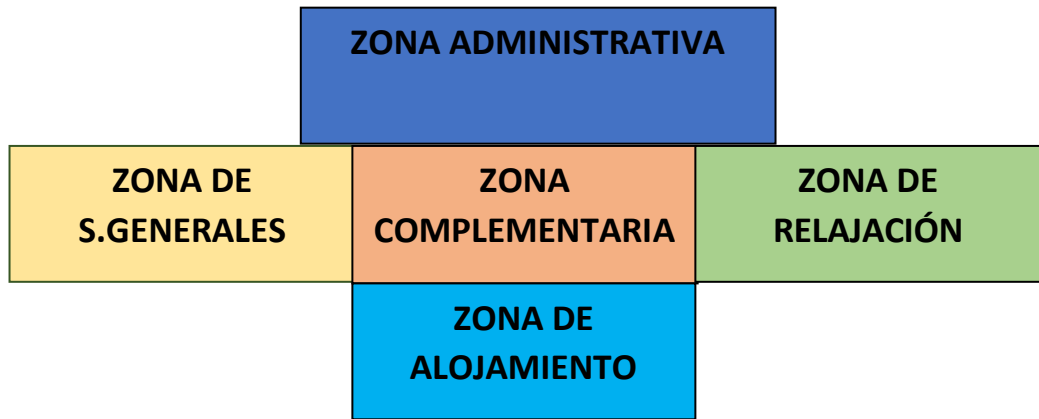 ZONA ADMINISTRATIVA
ZONA DE
S.GENERALES
ZONA
COMPLEMENTARIA
ZONA DE
RELAJACIÓN
ZONA DE
ALOJAMIENTO